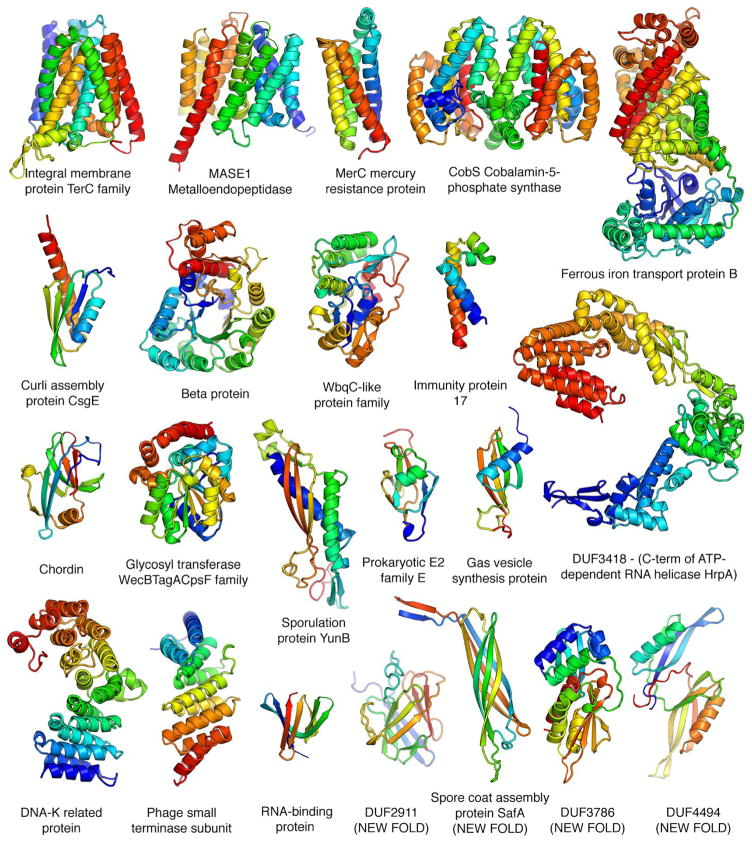 Integral membrane
protein TerC family
MASE1
Metalloendopeptidase
MerC mercury
resistance protein
CobS Cobalamin-5-
phosphate synthase
Ferrous iron transport protein B
Curli assembly
protein CsgE
Beta protein
WbqC-like
protein family
Immunity protein
17
Chordin
Glycosyl transferase
WecBTagACpsF family
Sporulation
protein YunB
Prokaryotic E2
family E
Gas vesicle
synthesis protein
DUF3418 - (C-term of ATP-
dependent RNA helicase HrpA)
DNA-K related
protein
Phage small
terminase subunit
RNA-binding
protein
DUF2911
(NEW FOLD)
Spore coat assembly
protein SafA
(NEW FOLD)
DUF3786
(NEW FOLD)
DUF4494
(NEW FOLD)